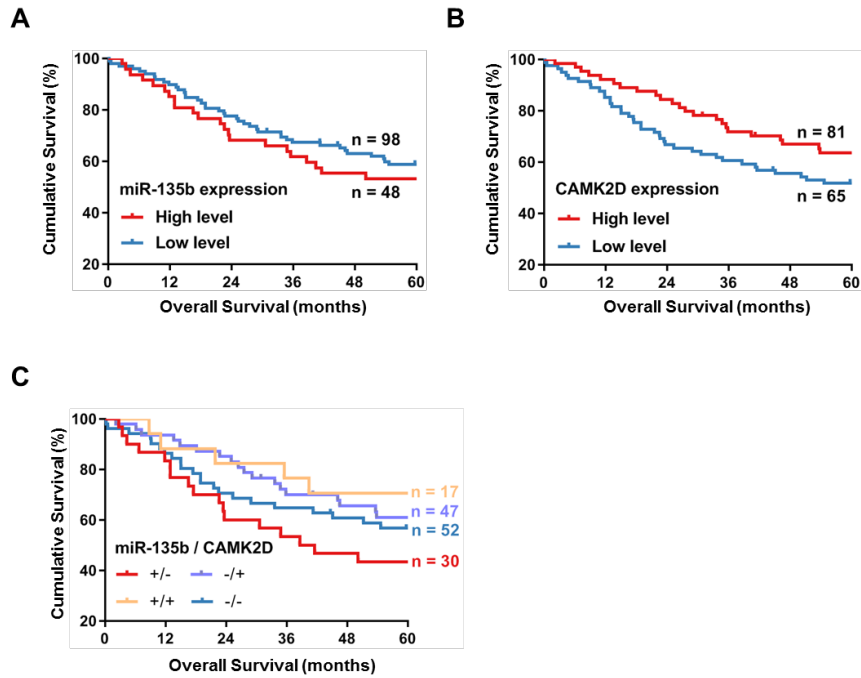 A
Cumulative Survival (%)
100
80
60
40
20
n = 98
n = 48
miR-135b expression
High level
Low level
0 12 24 36 48 60
Overall Survival (months)
B
Cumulative Survival (%)
100
80
60
40
20
n = 81
n = 65
CAMK2D expression
High level
Low level
0 12 24 36 48 60
Overall Survival (months)
C
Cumulative Survival (%)
100
80
60
40
20
n = 17
n = 47
n = 52
n = 30
miR-135b / CAMK2D
+/- -/+
+/+ -/-
0 12 24 36 48 60
Overall Survival (months)